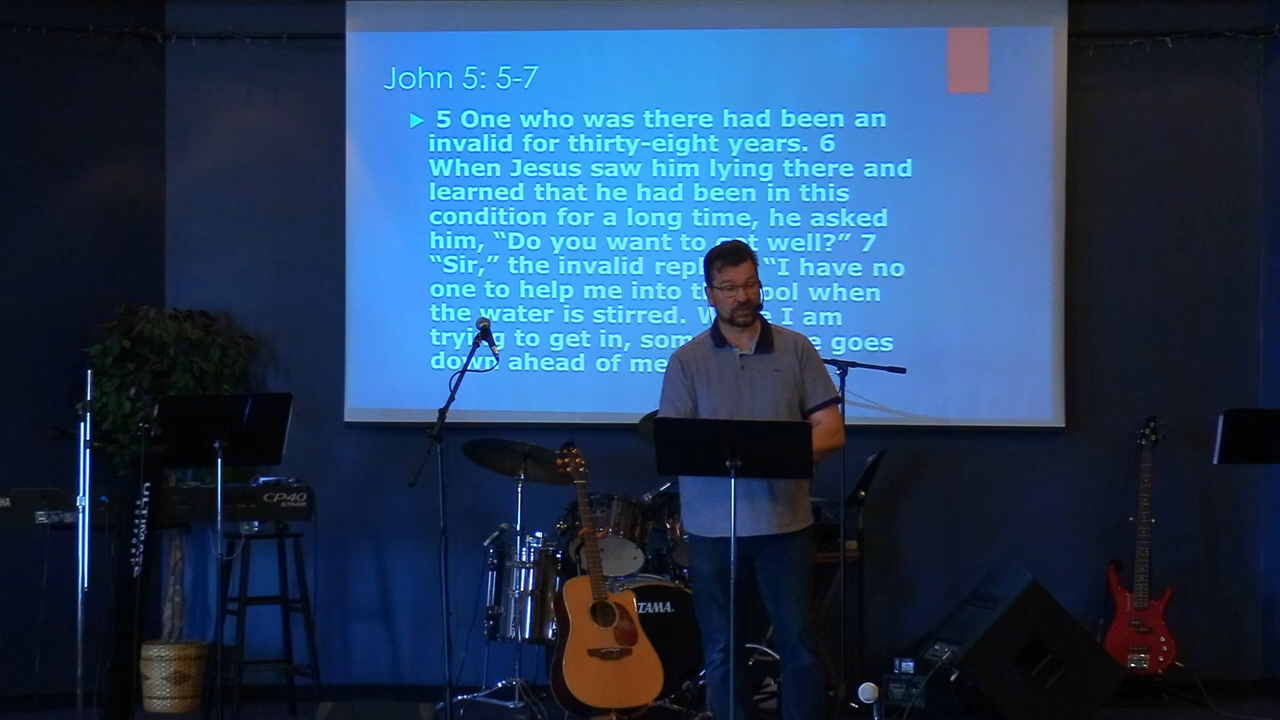 John 5: 5-7
5 One who was there had been an
invalid for thirty-eight years. 6
When Jesus saw him lying there and
learned that he had been in this
condition for a long time, he asked
him, “Do you want to get well?” 7
“Sir,” the invalid “I have no
one to help me into pool when
the water is stirred. I am
trying to get in, goes
down ahead of me
CP40
STAGE
TAMA.